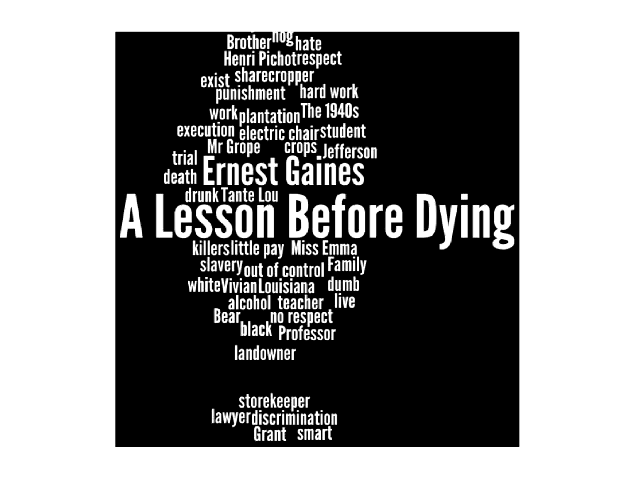 Brother hog hate
Henri Pichot respect
exist sharecropper
punishment hard work
work plantation The 1940s
execution electric chair student
Mr Grope crops Jefferson
trial Ernest Gaines
death
drunk Tante Lou
A Lesson Before Dying
killers little pay Miss Emma
slavery out of control Family
white Vivian Louisiana dumb
alcohol teacher live
Bear no respect
black Professor
landowner
storekeeper
lawyer discrimination
Grant smart